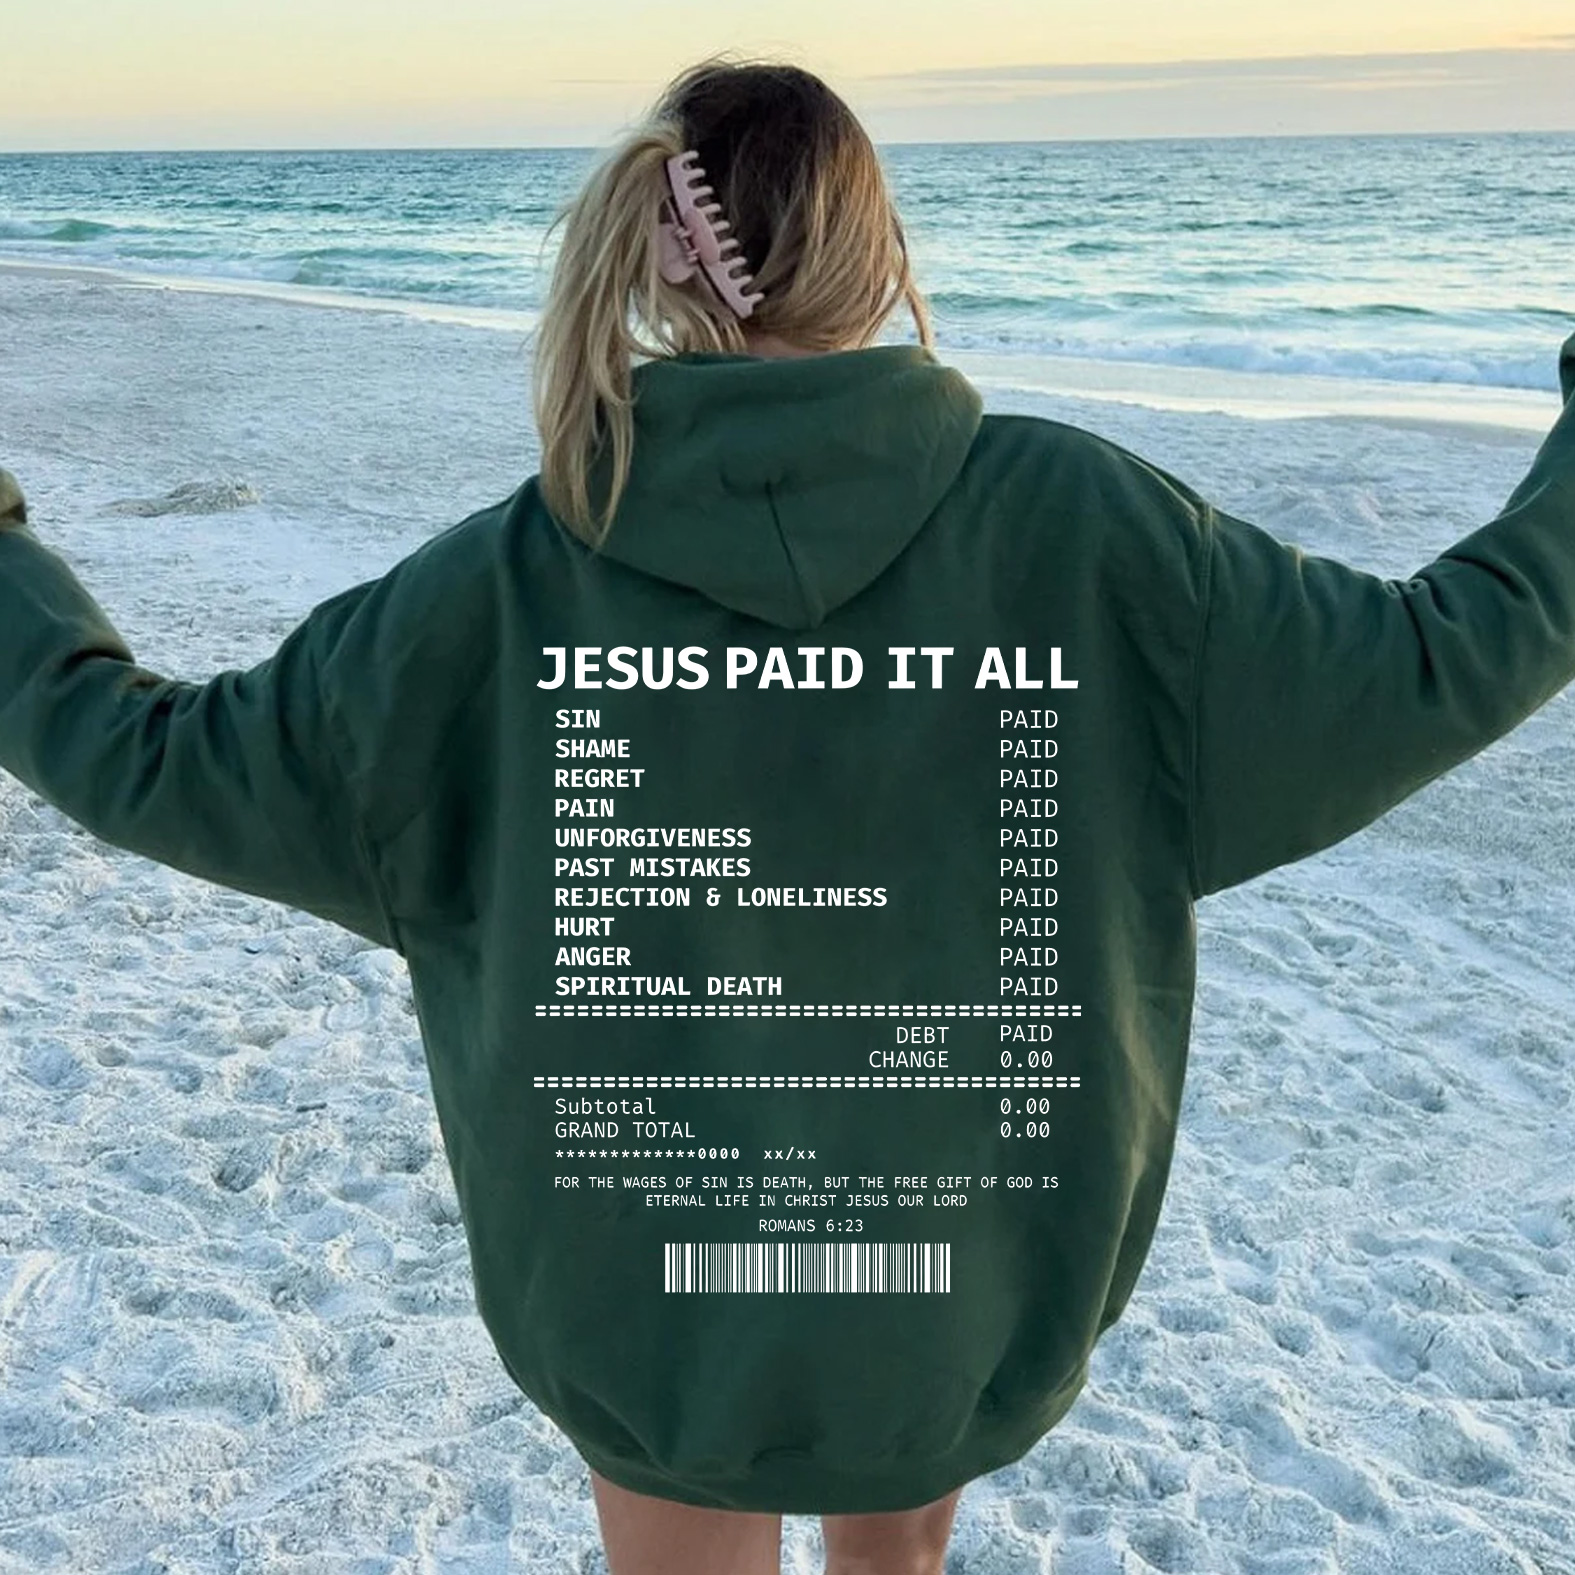 JESUS PAID IT ALL
SIN PAID
SHAME PAID
REGRET PAID
PAIN PAID
UNFORGIVENESS PAID
PAST MISTAKES PAID
REJECTION & LONELINESS PAID
HURT PAID
ANGER PAID
SPIRITUAL DEATH PAID
DEBT PAID
CHANGE 0.00
Subtotal 0.00
GRAND TOTAL 0.00
*************0000 xx/xx
FOR THE WAGES OF SIN IS DEATH, BUT THE FREE GIFT OF GOD IS
ETERNAL LIFE IN CHRIST JESUS OUR LORD
ROMANS 6:23